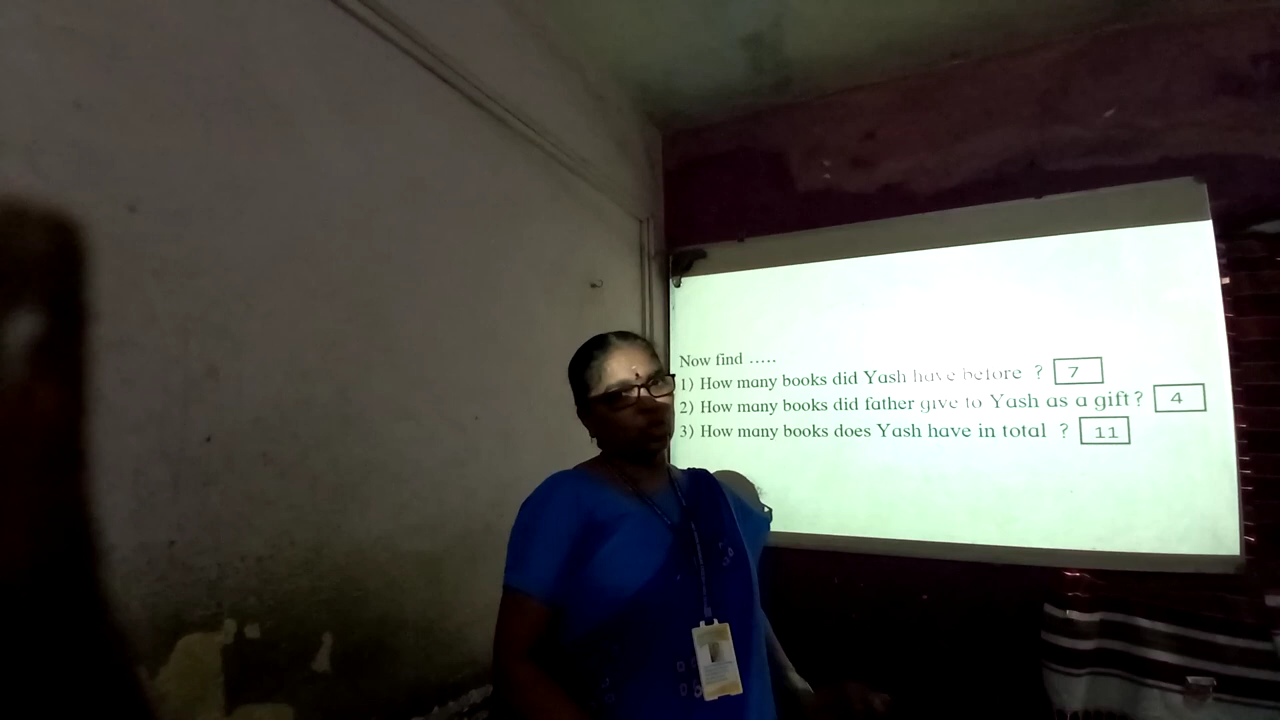 Now find .....
1) How many books did Yash have before ? 7
2) How many books did father give to Yash as a gift? 4
3) How many books does Yash have in total ? 11